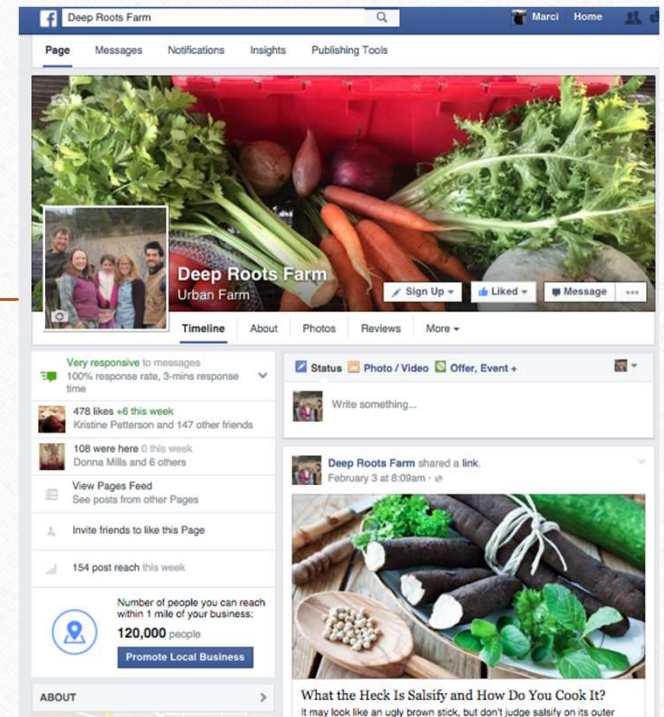 Deep Roots Farm
Marci Home
Page Messages Notifications Insights Publishing Tools
Deep Roots Farm
Urban Farm
Sign Up Liked Message
Timeline About Photos Reviews More
Very responsive to messages
100% response rate, 3-mins response
time
478 likes +6 this week
Kristine Petterson and 147 other friends
108 were here 0 this week
Donna Mills and 6 others
View Pages Feed
See posts from other Pages
Invite friends to like this Page
154 post reach this week
Number of people you can reach
within 1 mile of your business:
120,000 people
Promote Local Business
ABOUT
Status Photo / Video Offer, Event +
Write something...
Deep Roots Farm shared a link.
February 3 at 8:09am ·
What the Heck Is Salsify and How Do You Cook It?
It may look like an ugly brown stick, but don't judge salsify on its outer